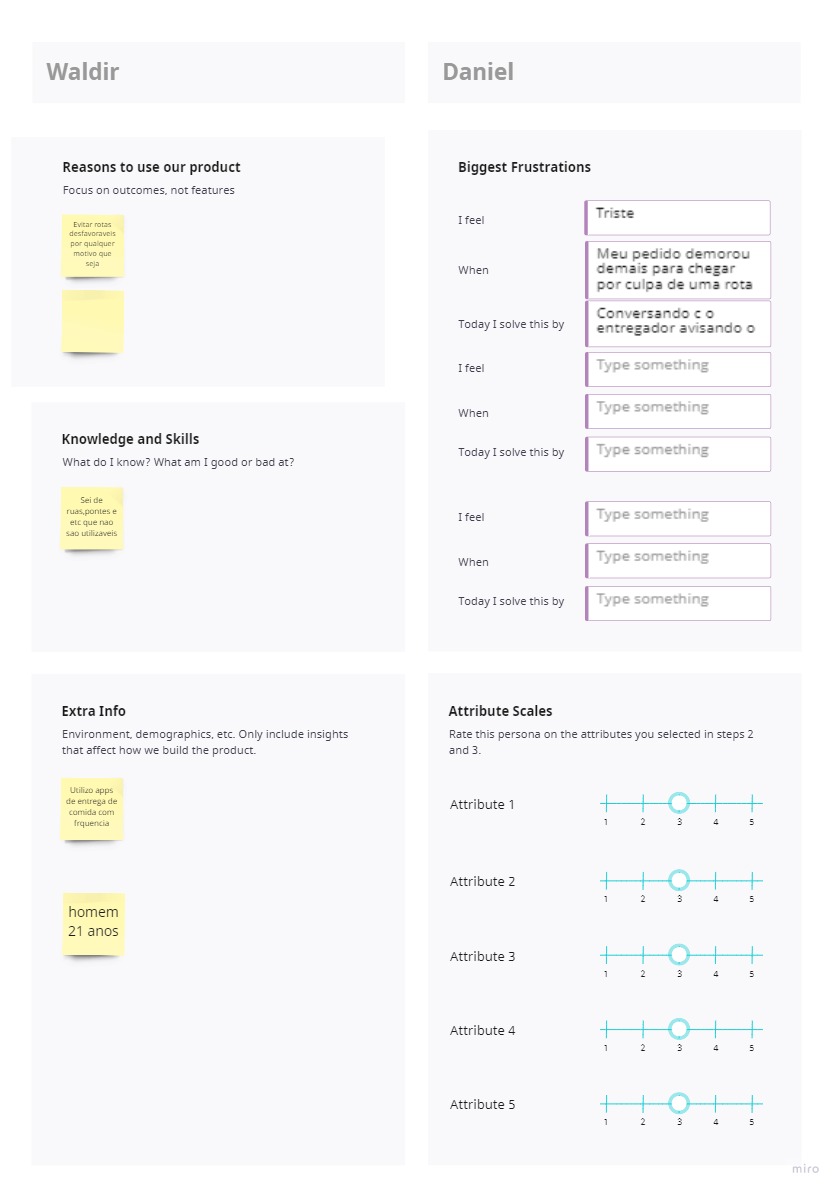 Waldir
Daniel
Reasons to use our product
Focus on outcomes, not features
Evitar rotas
desfavoraveis
por qualquer
motivo que
seja
Knowledge and Skills
What do I know? What am I good or bad at?
Sei de
ruas,pontes e
etc que nao
sao utilizaveis
Extra Info
Environment, demographics, etc. Only include insights
that affect how we build the product.
Utilizo apps
de entrega de
comida com
frquencia
homem
21 anos
Biggest Frustrations
I feel
Triste
When
Meu pedido demorou
demais para chegar
por culpa de uma rota
Today I solve this by
Conversando c o
entregador avisando o
I feel
Type something
When
Type something
Today I solve this by
Type something
I feel
Type something
When
Type something
Today I solve this by
Type something
Attribute Scales
Rate this persona on the attributes you selected in steps 2
and 3.
Attribute 1
1 2 3 4 5
Attribute 2
1 2 3 4 5
Attribute 3
1 2 3 4 5
Attribute 4
1 2 3 4 5
Attribute 5
1 2 3 4 5
miro